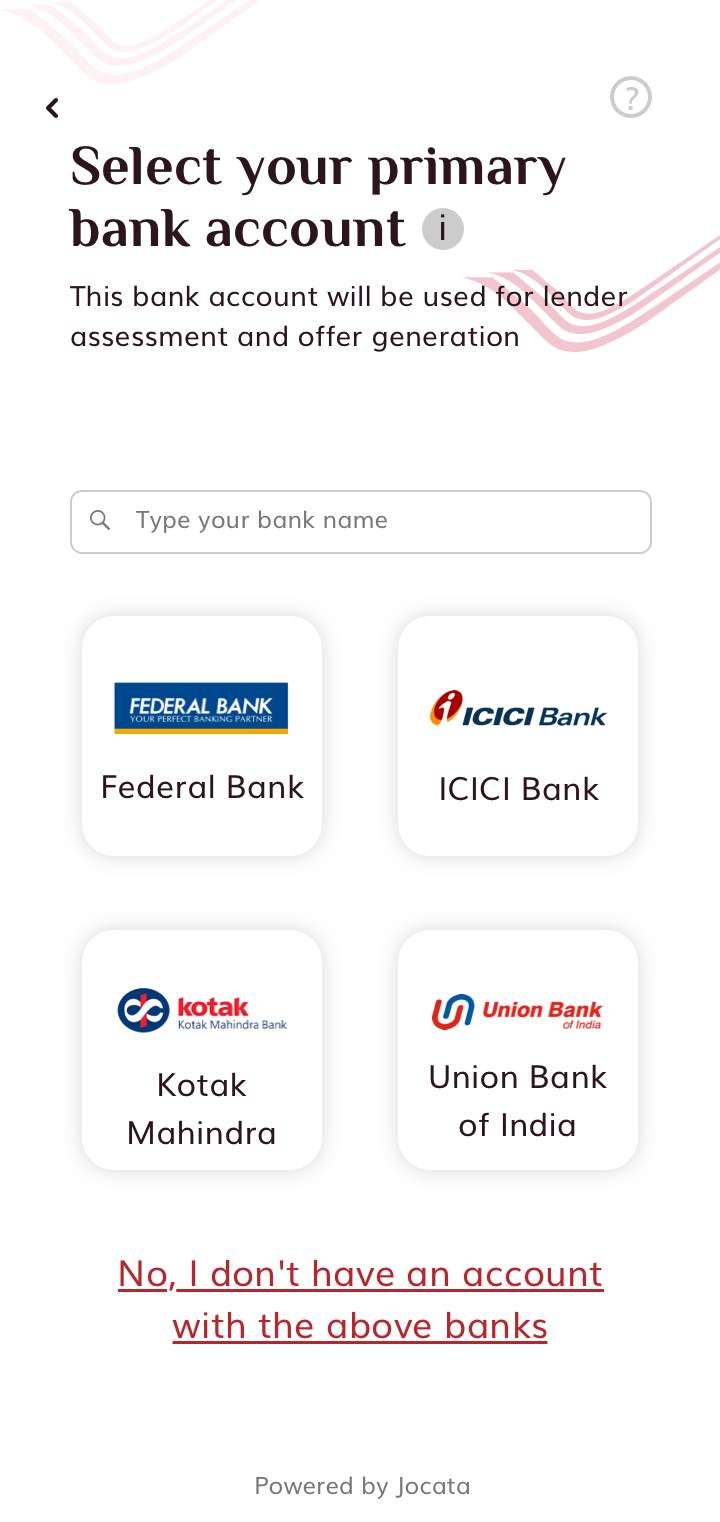 ?
Select your primary
bank account i
This bank account will be used for lender
assessment and offer generation
Type your bank name
FEDERAL BANK
YOUR PERFECT BANKING PARTNER
Federal Bank
i ICICI Bank
ICICI Bank
kotak
Kotak Mahindra Bank
Kotak
Mahindra
Union Bank
of India
Union Bank
of India
No, I don't have an account
with the above banks
Powered by Jocata